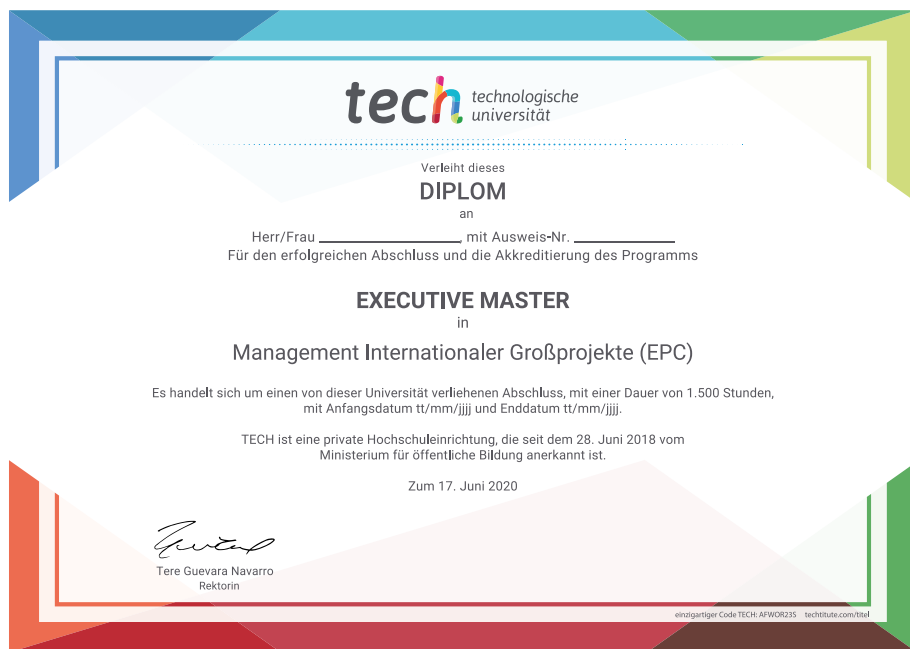 tech technologische
universität
Verleiht dieses
DIPLOM
an
Herr/Frau ____________________, mit Ausweis-Nr. ______________
Für den erfolgreichen Abschluss und die Akkreditierung des Programms
EXECUTIVE MASTER
in
Management Internationaler Großprojekte (EPC)
Es handelt sich um einen von dieser Universität verliehenen Abschluss, mit einer Dauer von 1.500 Stunden,
mit Anfangsdatum tt/mm/jjjj und Enddatum tt/mm/jjjj.
TECH ist eine private Hochschuleinrichtung, die seit dem 28. Juni 2018 vom
Ministerium für öffentliche Bildung anerkannt ist.
Zum 17. Juni 2020
Tere Guevara Navarro
Rektorin
einzigartiger Code TECH: AFWOR23S techtitute.com/titel